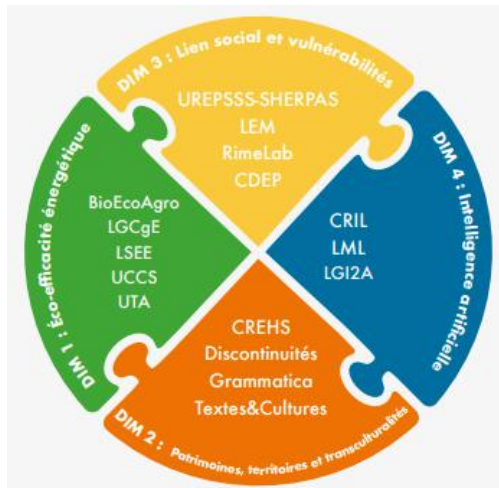 DIM 3 : Lien social et vulnérabilités
UREPSSS-SHERPAS
LEM
RimeLab
CDEP
DIM 1 : Éco-efficacité énergétique
BioEcoAgro
LGCgE
LSEE
UCCS
UTA
DIM 4 : Intelligence artificielle
CRIL
LML
LGI2A
CREHS
Discontinuités
Grammatica
Textes&Cultures
DIM 2 : Patrimoines, territoires et transculturalités